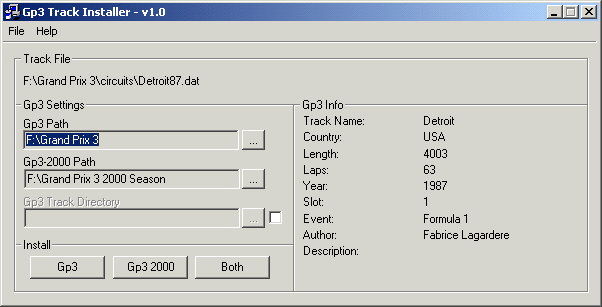 Gp3 Track Installer - v1.0
File Help
Track File
F:\Grand Prix 3\circuits\Detroit87.dat
Gp3 Settings
Gp3 Path
F:\Grand Prix 3 ...
Gp3-2000 Path
F:\Grand Prix 3 2000 Season ...
Gp3 Track Directory
...
Install
Gp3 Gp3 2000 Both
Gp3 Info
Track Name: Detroit
Country: USA
Length: 4003
Laps: 63
Year: 1987
Slot: 1
Event: Formula 1
Author: Fabrice Lagardere
Description: